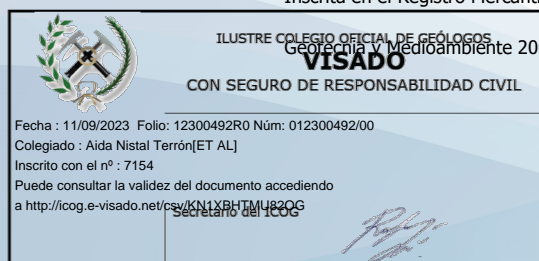 Inscrita en el Registro Mercanti
ILUSTRE COLEGIO OFICIAL DE GEÓLOGOS
Geotecnia y Medioambiente 20
VISADO
CON SEGURO DE RESPONSABILIDAD CIVIL
Fecha : 11/09/2023 Folio: 12300492R0 Núm: 012300492/00
Colegiado : Aida Nistal Terrón[ET AL]
Inscrito con el nº : 7154
Puede consultar la validez del documento accediendo
a http://icog.e-visado.net/csv/KN1XBHTMU82OG
Secretario del ICOG